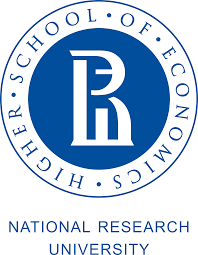 HIGHER · SCHOOL · OF · ECONOMICS ·
NATIONAL RESEARCH
UNIVERSITY